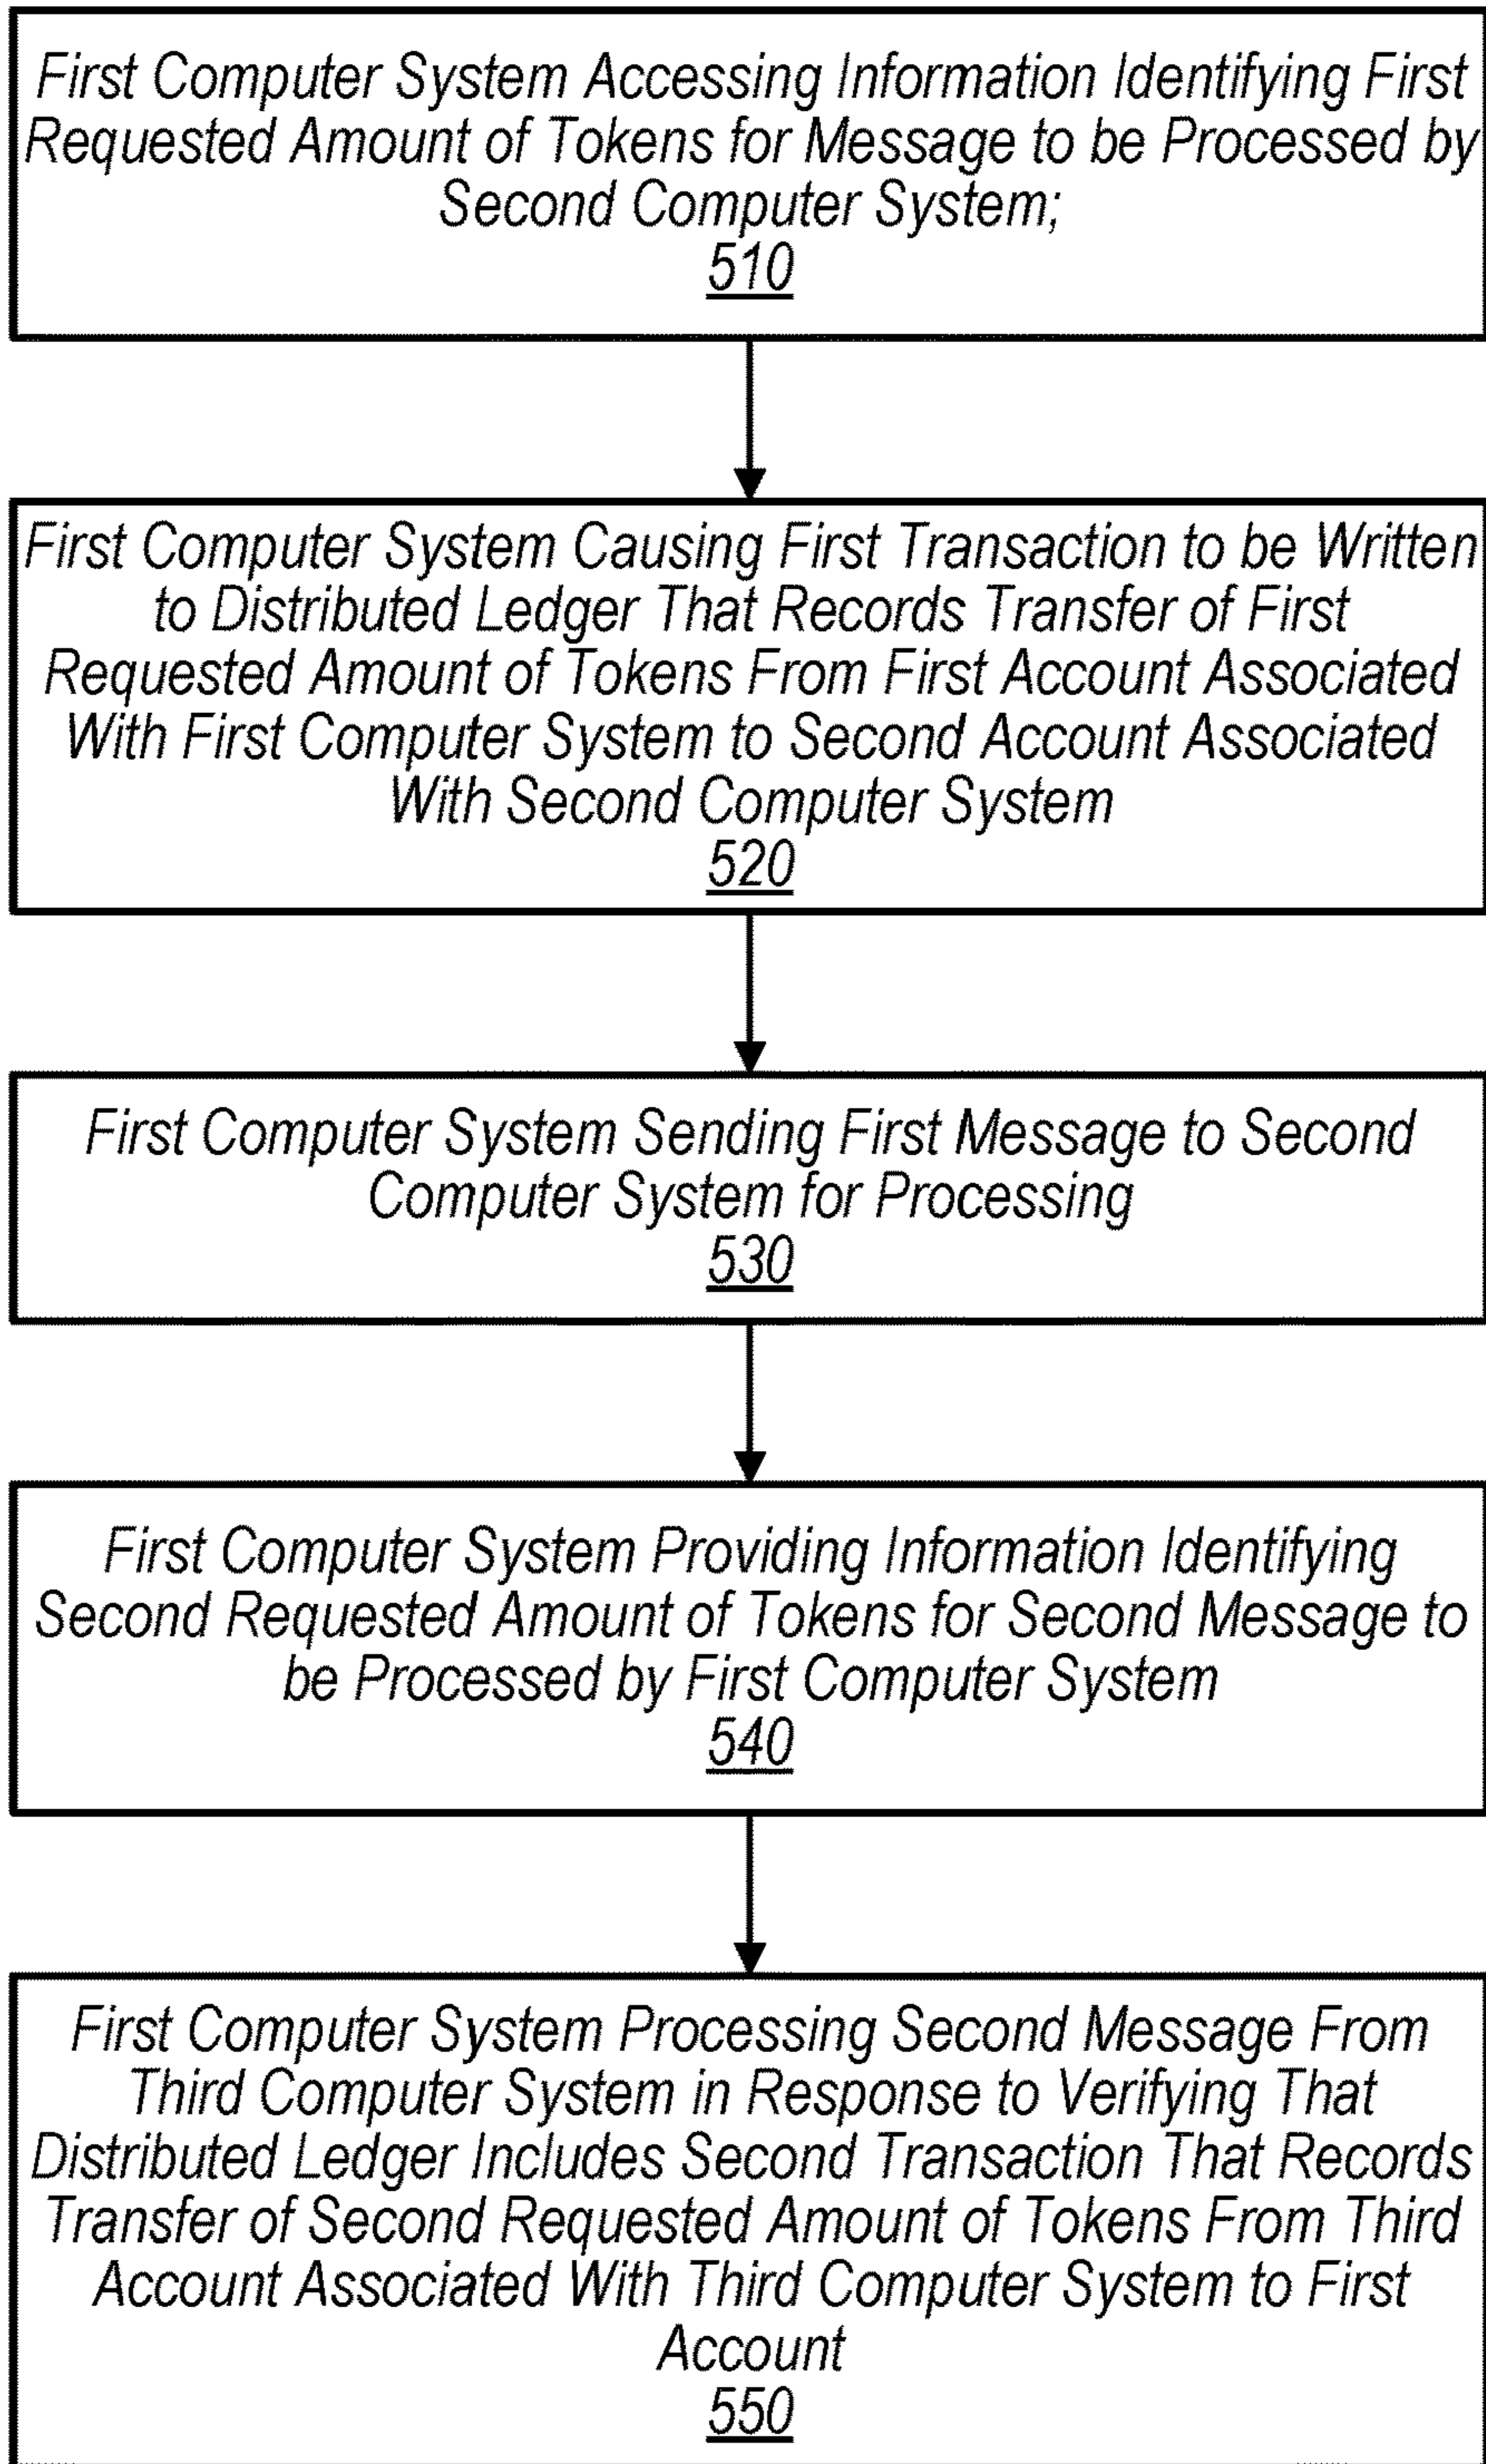 First Computer System Accessing Information Identifying First
Requested Amount of Tokens for Message to be Processed by
Second Computer System;
510
First Computer System Causing First Transaction to be Written
to Distributed Ledger That Records Transfer of First
Requested Amount of Tokens From First Account Associated
With First Computer System to Second Account Associated
With Second Computer System
520
First Computer System Sending First Message to Second
Computer System for Processing
530
First Computer System Providing Information Identifying
Second Requested Amount of Tokens for Second Message to
be Processed by First Computer System
540
First Computer System Processing Second Message From
Third Computer System in Response to Verifying That
Distributed Ledger Includes Second Transaction That Records
Transfer of Second Requested Amount of Tokens From Third
Account Associated With Third Computer System to First
Account
550